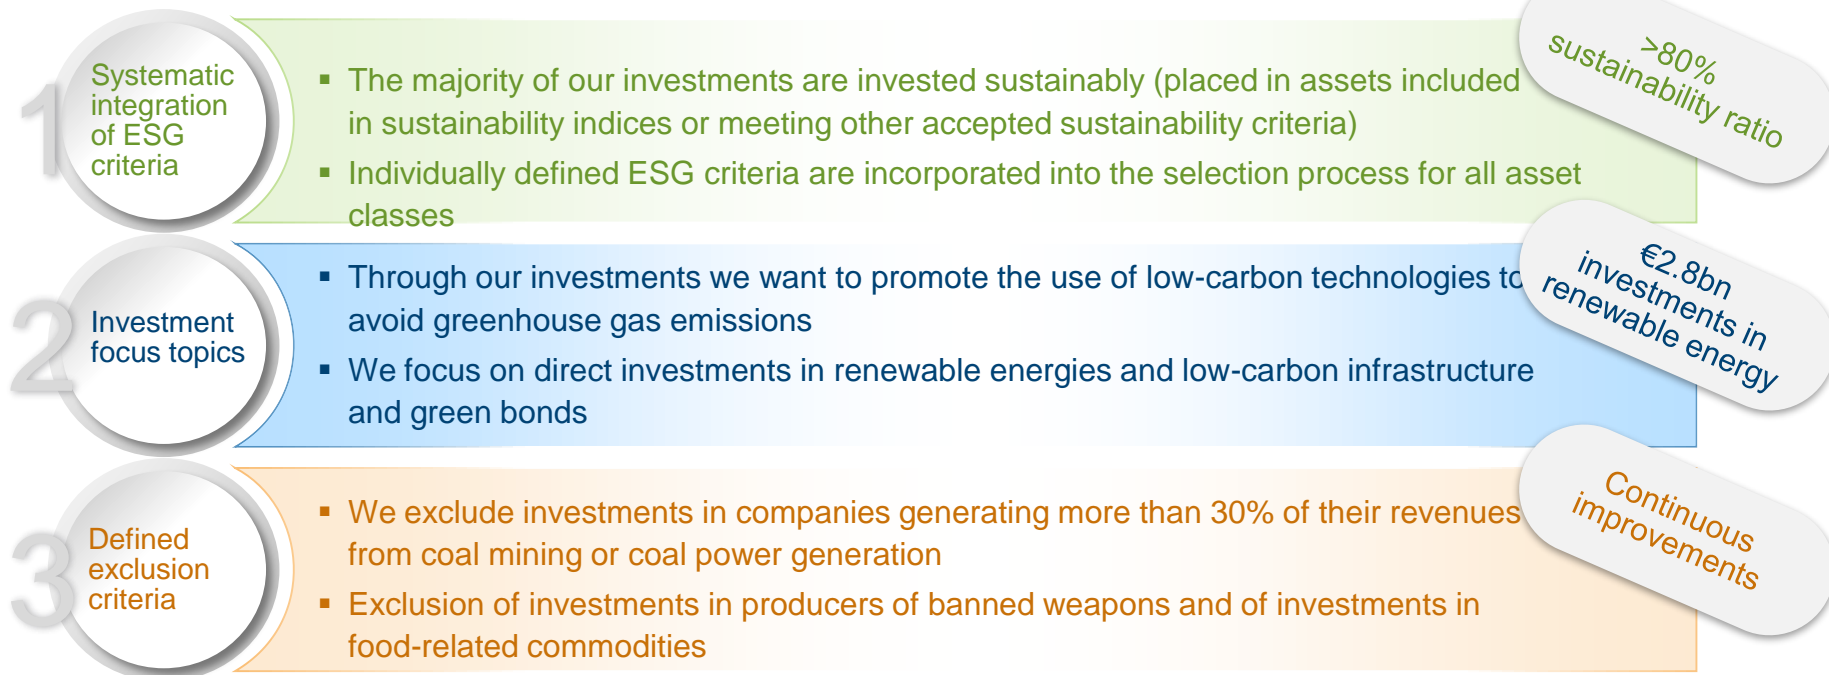 1
Systematic
integration
of ESG
criteria
▪ The majority of our investments are invested sustainably (placed in assets included
in sustainability indices or meeting other accepted sustainability criteria)
▪ Individually defined ESG criteria are incorporated into the selection process for all asset
classes
>80%
sustainability ratio
2
Investment
focus topics
▪ Through our investments we want to promote the use of low-carbon technologies to
avoid greenhouse gas emissions
▪ We focus on direct investments in renewable energies and low-carbon infrastructure
and green bonds
€2.8bn
investments in
renewable energy
3
Defined
exclusion
criteria
▪ We exclude investments in companies generating more than 30% of their revenues
from coal mining or coal power generation
▪ Exclusion of investments in producers of banned weapons and of investments in
food-related commodities
Continuous
improvements